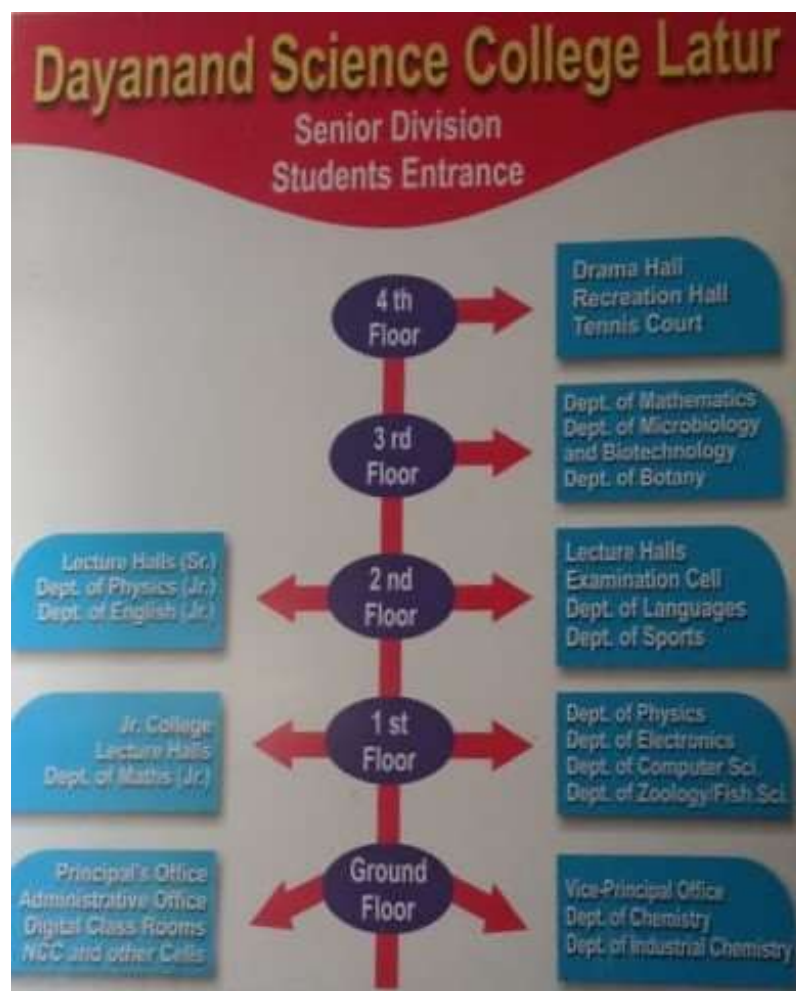 Dayanand Science College Latur
Senior Division
Students Entrance
4 th
Floor
Drama Hall
Recreation Hall
Tennis Court
3 rd
Floor
Dept. of Mathematics
Dept. of Microbiology
and Biotechnology
Dept. of Botany
Lecture Halls (Sr.)
Dept. of Physics (Jr.)
Dept. of English (Jr.)
2 nd
Floor
Lecture Halls
Examination Cell
Dept. of Languages
Dept. of Sports
Jr. College
Lecture Halls
Dept. of Maths (Jr.)
1 st
Floor
Dept. of Physics
Dept. of Electronics
Dept. of Computer Sci.
Dept. of Zoology/Fish Sci.
Principal's Office
Administrative Office
Digital Class Rooms
NCC and other Cells
Ground
Floor
Vice-Principal Office
Dept. of Chemistry
Dept. of Industrial Chemistry